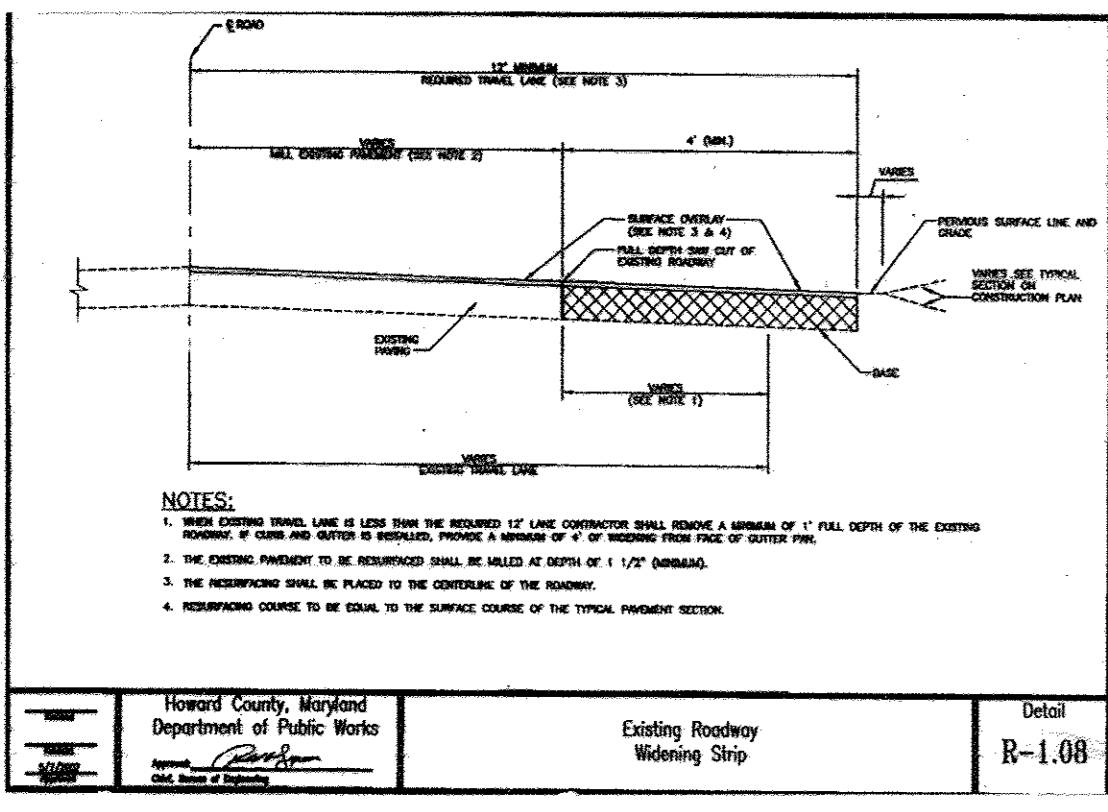 ℄ ROAD
12' MINIMUM
REQUIRED TRAVEL LANE (SEE NOTE 3)
VARIES
MILL EXISTING PAVEMENT (SEE NOTE 2)
4' (MIN.)
VARIES
SURFACE OVERLAY
(SEE NOTE 3 & 4)
FULL DEPTH SAW CUT OF
EXISTING ROADWAY
PERVIOUS SURFACE LINE AND
GRADE
VARIES SEE TYPICAL
SECTION ON
CONSTRUCTION PLAN
EXISTING
PAVING
BASE
VARIES
(SEE NOTE 1)
VARIES
EXISTING TRAVEL LANE
NOTES:
1. WHEN EXISTING TRAVEL LANE IS LESS THAN THE REQUIRED 12' LANE CONTRACTOR SHALL REMOVE A MINIMUM OF 1' FULL DEPTH OF THE EXISTING
ROADWAY. IF CURB AND GUTTER IS INSTALLED, PROVIDE A MINIMUM OF 4' OF WIDENING FROM FACE OF GUTTER PAN.
2. THE EXISTING PAVEMENT TO BE RESURFACED SHALL BE MILLED AT DEPTH OF 1 1/2" (MINIMUM).
3. THE RESURFACING SHALL BE PLACED TO THE CENTERLINE OF THE ROADWAY.
4. RESURFACING COURSE TO BE EQUAL TO THE SURFACE COURSE OF THE TYPICAL PAVEMENT SECTION.
Howard County, Maryland
Department of Public Works
Approved:
Chief, Bureau of Engineering
Existing Roadway
Widening Strip
Detail
R-1.08